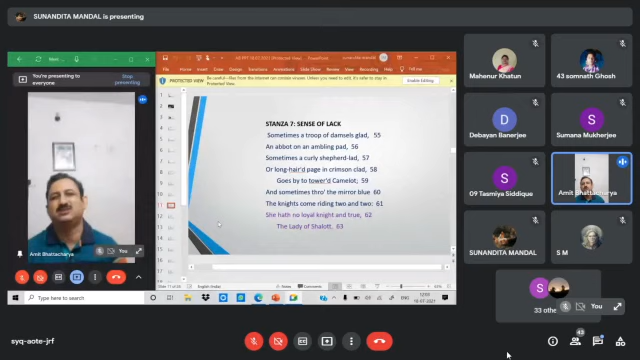 SUNANDITA MANDAL is presenting
You're presenting to everyone
Stop presenting
Amit Bhattacharya
You
PROTECTED VIEW
Enable Editing
STANZA 7: SENSE OF LACK
Sometimes a troop of damsels glad, 55
An abbot on an ambling pad, 56
Sometimes a curly shepherd-lad, 57
Or long-hair'd page in crimson clad, 58
Goes by to tower'd Camelot; 59
And sometimes thro' the mirror blue 60
The knights come riding two and two: 61
She hath no loyal knight and true, 62
The Lady of Shalott. 63
Type here to search
12:09
Mahenur Khatun
43 somnath Ghosh
Debayan Banerjee
Sumana Mukherjee
09 Tasmiya Siddique
Amit Bhattacharya
SUNANDITA MANDAL
S M
33 othe
You
syq-aote-jrf